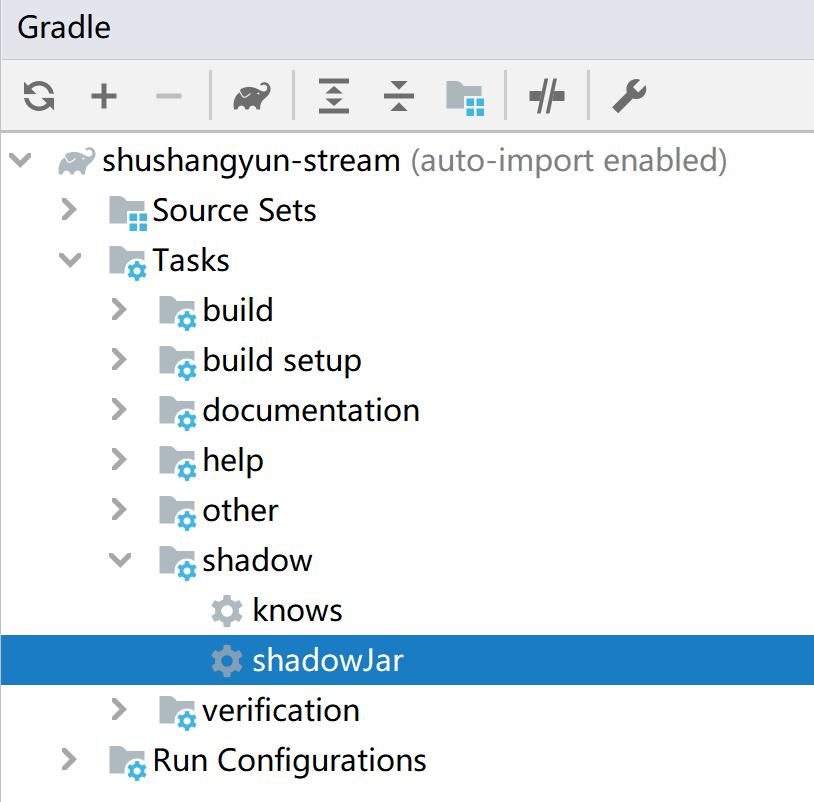 Gradle
shushangyun-stream (auto-import enabled)
Source Sets
Tasks
build
build setup
documentation
help
other
shadow
knows
shadowJar
verification
Run Configurations